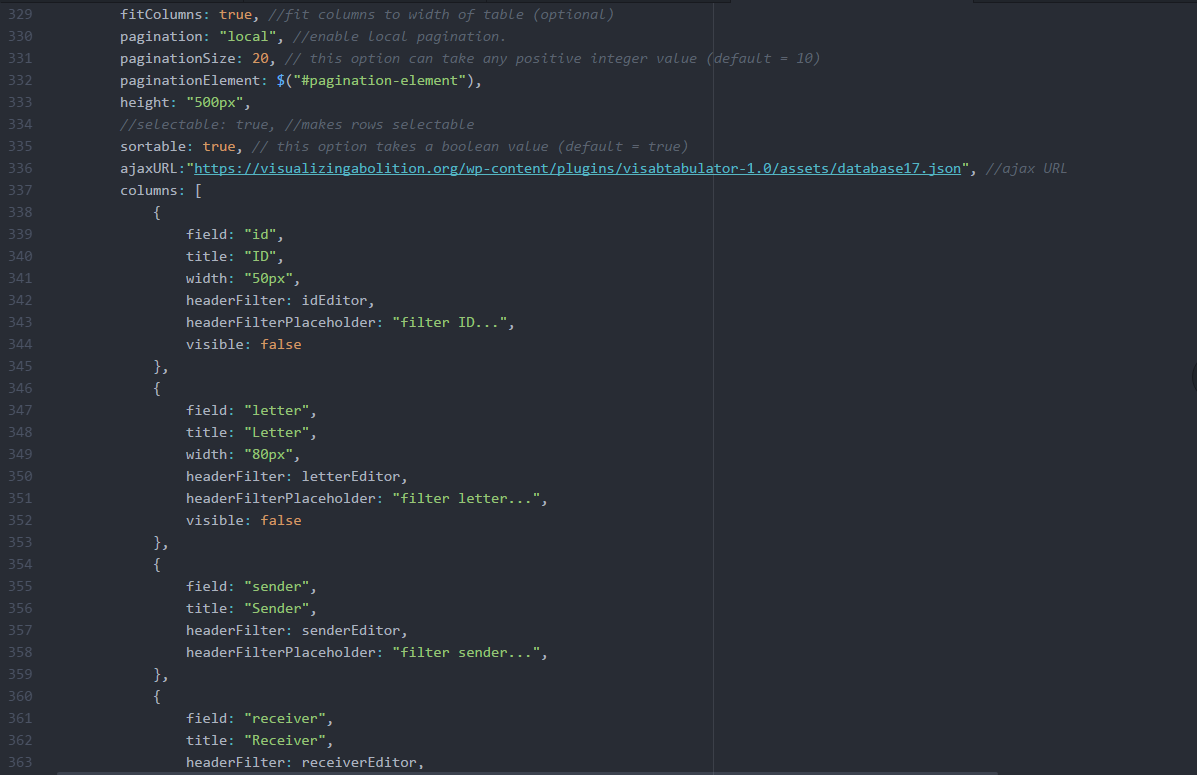 329 fitColumns: true, //fit columns to width of table (optional)
330 pagination: "local", //enable local pagination.
331 paginationSize: 20, // this option can take any positive integer value (default = 10)
332 paginationElement: $("#pagination-element"),
333 height: "500px",
334 //selectable: true, //makes rows selectable
335 sortable: true, // this option takes a boolean value (default = true)
336 ajaxURL:"https://visualizingabolition.org/wp-content/plugins/visabtabulator-1.0/assets/database17.json", //ajax URL
337 columns: [
338 {
339 field: "id",
340 title: "ID",
341 width: "50px",
342 headerFilter: idEditor,
343 headerFilterPlaceholder: "filter ID...",
344 visible: false
345 },
346 {
347 field: "letter",
348 title: "Letter",
349 width: "80px",
350 headerFilter: letterEditor,
351 headerFilterPlaceholder: "filter letter...",
352 visible: false
353 },
354 {
355 field: "sender",
356 title: "Sender",
357 headerFilter: senderEditor,
358 headerFilterPlaceholder: "filter sender...",
359 },
360 {
361 field: "receiver",
362 title: "Receiver",
363 headerFilter: receiverEditor,